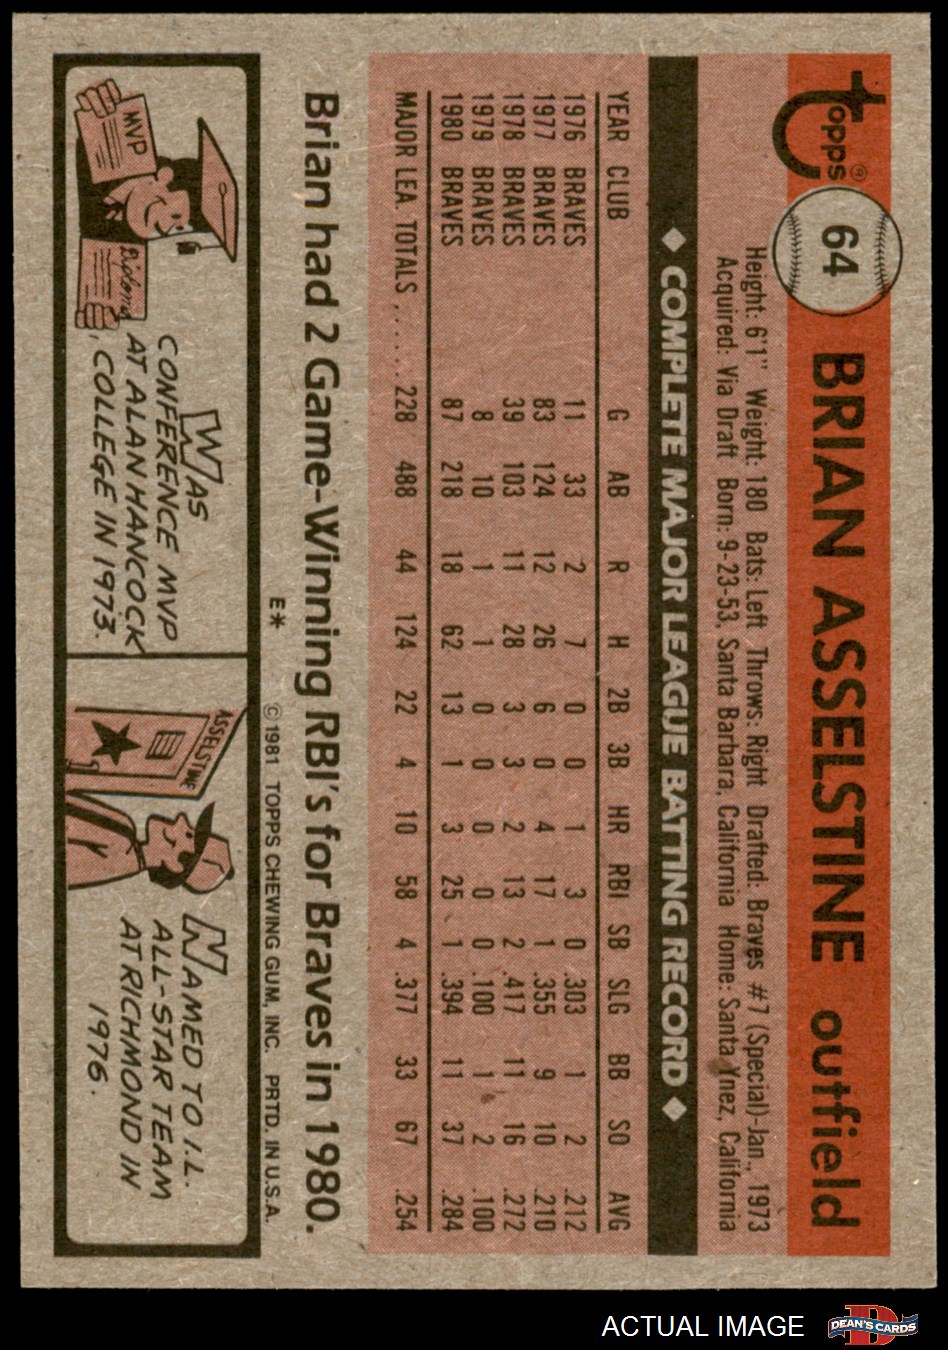 Topps®
64
BRIAN ASSELSTINE outfield
Height: 6'1" Weight: 180 Bats: Left Throws: Right Drafted: Braves #7 (Special)-Jan., 1973
Acquired: Via Draft Born: 9-23-53, Santa Barbara, California Home: Santa Ynez, California
◆ COMPLETE MAJOR LEAGUE BATTING RECORD ◆
YEAR CLUB G AB R H 2B 3B HR RBI SB SLG BB SO AVG
1976 BRAVES 11 33 2 7 0 0 1 3 0 .303 1 2 .212
1977 BRAVES 83 124 12 26 6 0 4 17 1 .355 9 10 .210
1978 BRAVES 39 103 11 28 3 3 2 13 2 .417 11 16 .272
1979 BRAVES 8 10 1 1 0 0 0 0 0 .100 1 2 .100
1980 BRAVES 87 218 18 62 13 1 3 25 1 .394 11 37 .284
MAJOR LEA. TOTALS ...... 228 488 44 124 22 4 10 58 4 .377 33 67 .254
Brian had 2 Game-Winning RBI's for Braves in 1980.
E* ©1981 TOPPS CHEWING GUM, INC. PRTD. IN U.S.A.
MVP
Diploma
WAS
CONFERENCE MVP
AT ALAN HANCOCK
COLLEGE IN 1973.
ASSELSTINE
NAMED TO I.L.
ALL-STAR TEAM
AT RICHMOND IN
1976.
ACTUAL IMAGE
DEAN'S CARDS